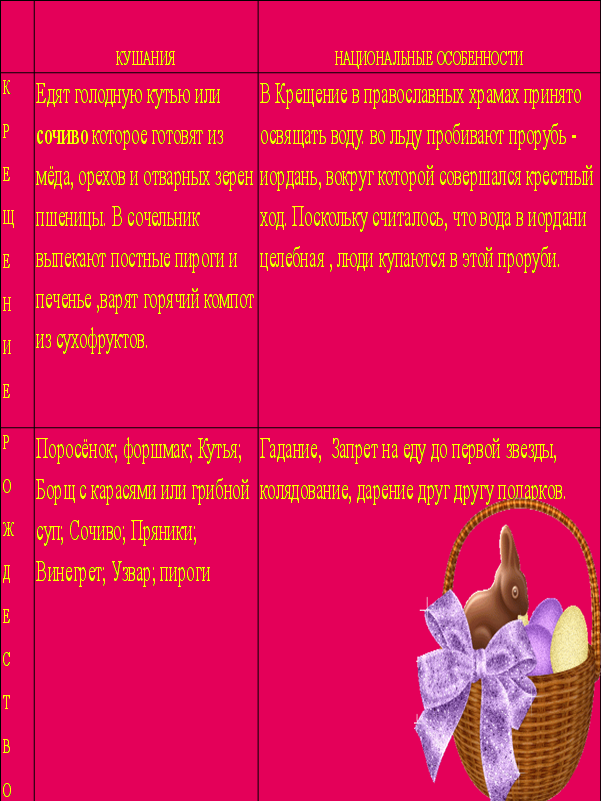 КУШАНИЯ
НАЦИОНАЛЬНЫЕ ОСОБЕННОСТИ
К
Р
Е
Щ
Е
Н
И
Е
Едят голодную кутью или
сочиво которое готовят из
мёда, орехов и отварных зерен
пшеницы. В сочельник
выпекают постные пироги и
печенье ,варят горячий компот
из сухофруктов.
В Крещение в православных храмах принято
освящать воду. во льду пробивают прорубь -
иордань, вокруг которой совершался крестный
ход. Поскольку считалось, что вода в иордани
целебная , люди купаются в этой проруби.
Р
О
Ж
Д
Е
С
Т
В
О
Поросёнок; форшмак; Кутья;
Борщ с карасями или грибной
суп; Сочиво; Пряники;
Винегрет; Узвар; пироги
Гадание, Запрет на еду до первой звезды,
колядование, дарение друг другу подарков.